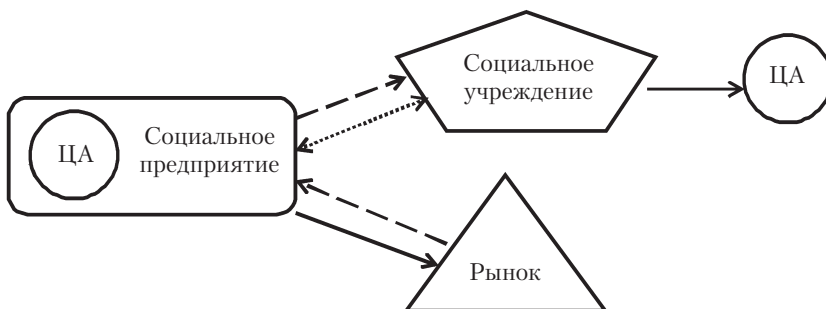 Социальное
учреждение
ЦА
ЦА
Социальное
предприятие
Рынок